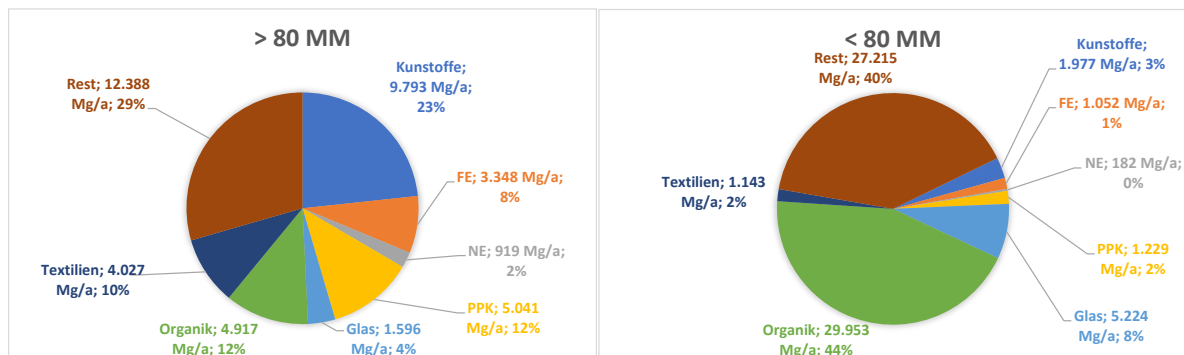 > 80 MM
Kunstoffe;
9.793 Mg/a;
23%
FE; 3.348 Mg/a;
8%
NE; 919 Mg/a;
2%
PPK; 5.041
Mg/a; 12%
Glas; 1.596
Mg/a; 4%
Organik; 4.917
Mg/a; 12%
Textilien; 4.027
Mg/a; 10%
Rest; 12.388
Mg/a; 29%
< 80 MM
Kunstoffe;
1.977 Mg/a; 3%
FE; 1.052 Mg/a;
1%
NE; 182 Mg/a;
0%
PPK; 1.229
Mg/a; 2%
Glas; 5.224
Mg/a; 8%
Organik; 29.953
Mg/a; 44%
Textilien; 1.143
Mg/a; 2%
Rest; 27.215
Mg/a; 40%